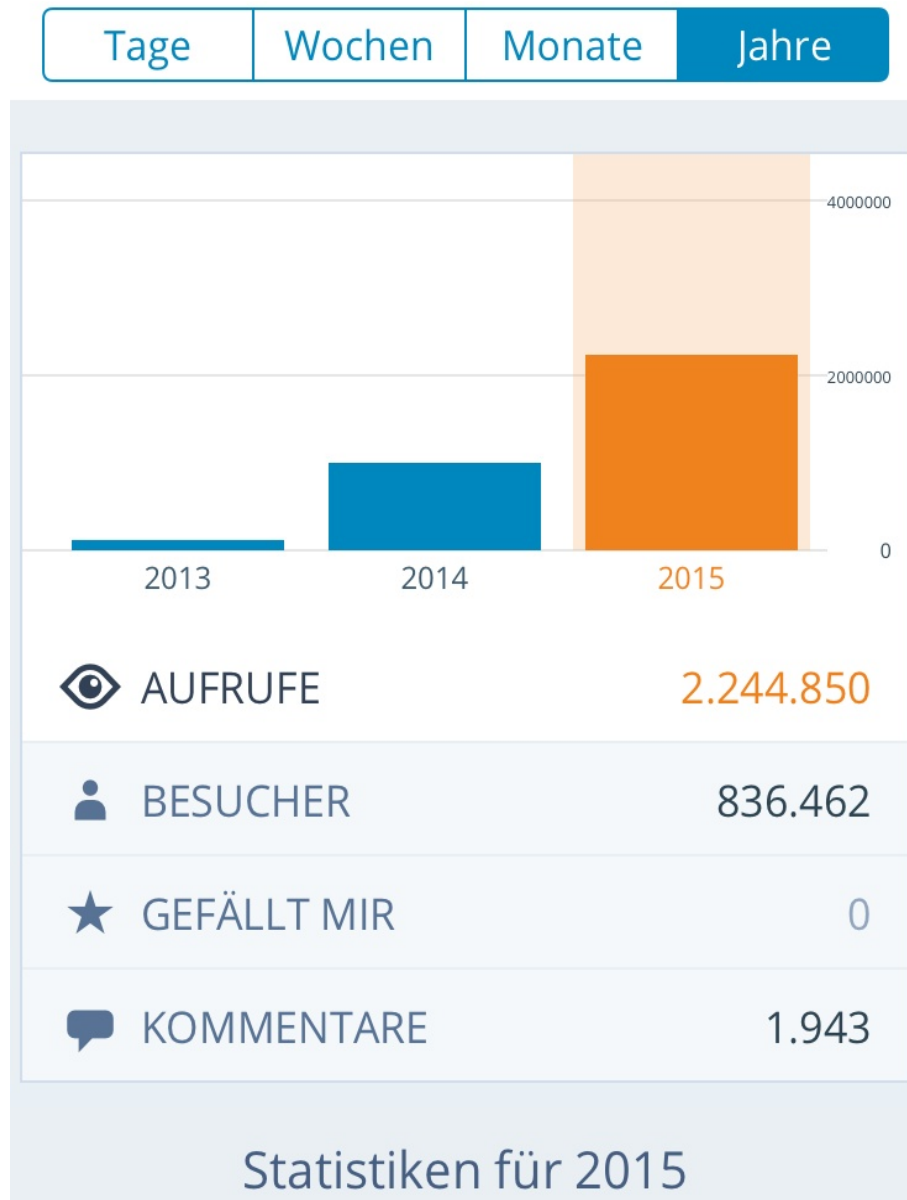 Tage Wochen Monate Jahre
4000000
2000000
0
2013 2014 2015
AUFRUFE 2.244.850
BESUCHER 836.462
GEFÄLLT MIR 0
KOMMENTARE 1.943
Statistiken für 2015